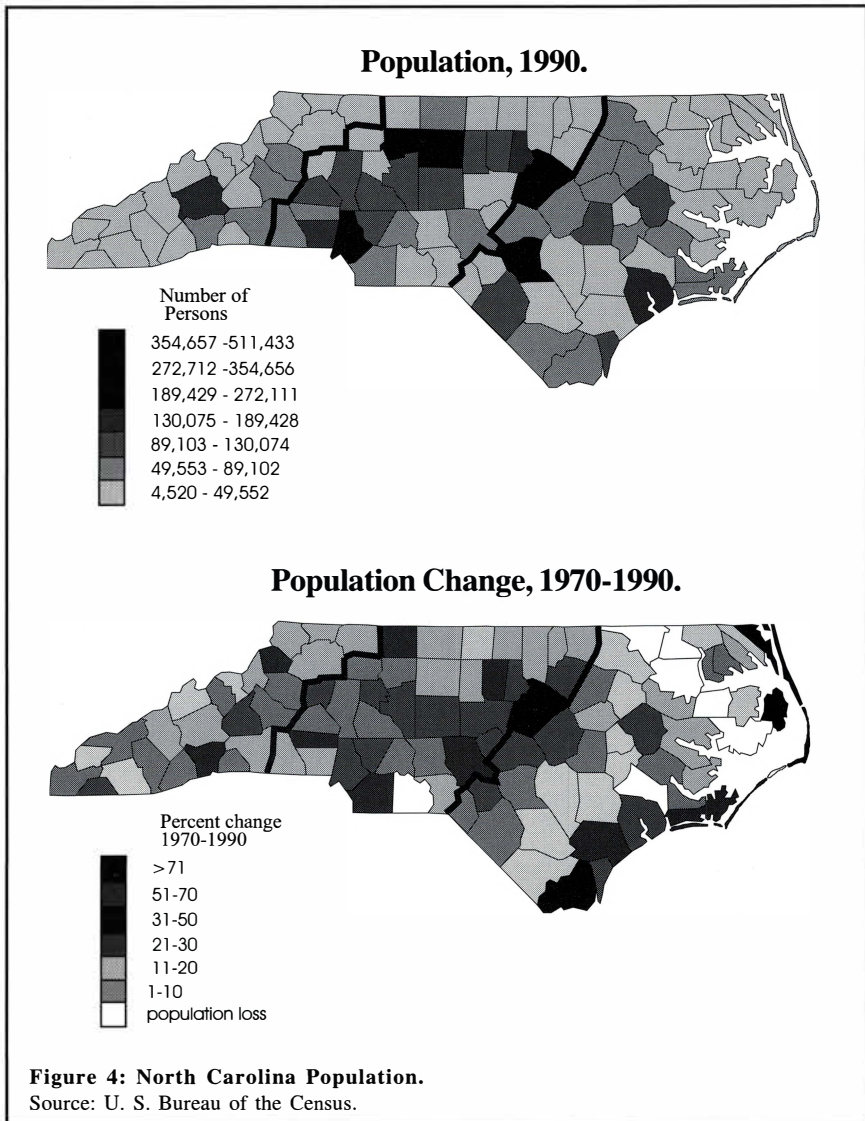 Population, 1990.
Number of
Persons
354,657 -511,433
272,712 -354,656
189,429 - 272,111
130,075 - 189,428
89,103 - 130,074
49,553 - 89,102
4,520 - 49,552
Population Change, 1970-1990.
Percent change
1970-1990
>71
51-70
31-50
21-30
11-20
1-10
population loss
Figure 4: North Carolina Population.
Source: U. S. Bureau of the Census.